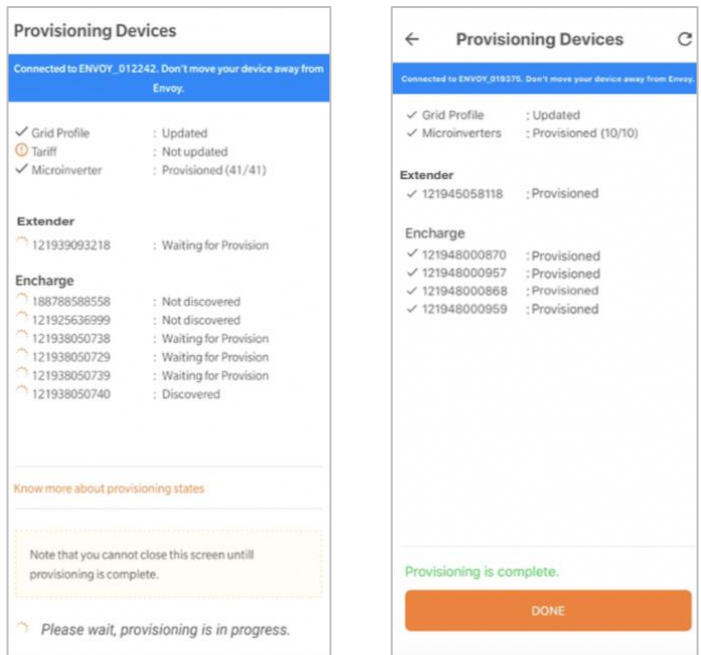 Provisioning Devices
Connected to ENVOY_012242. Don't move your device away from
Envoy.
Grid Profile : Updated
Tariff : Not updated
Microinverter : Provisioned (41/41)
Extender
121939093218 : Waiting for Provision
Encharge
188788588558 : Not discovered
121925636999 : Not discovered
121938050738 : Waiting for Provision
121938050729 : Waiting for Provision
121938050739 : Waiting for Provision
121938050740 : Discovered
Know more about provisioning states
Note that you cannot close this screen untill
provisioning is complete.
Please wait, provisioning is in progress.
Provisioning Devices
Connected to ENVOY_019375. Don't move your device away from Envoy.
Grid Profile : Updated
Microinverters : Provisioned (10/10)
Extender
121945058118 : Provisioned
Encharge
121948000870 : Provisioned
121948000957 : Provisioned
121948000868 : Provisioned
121948000959 : Provisioned
Provisioning is complete.
DONE